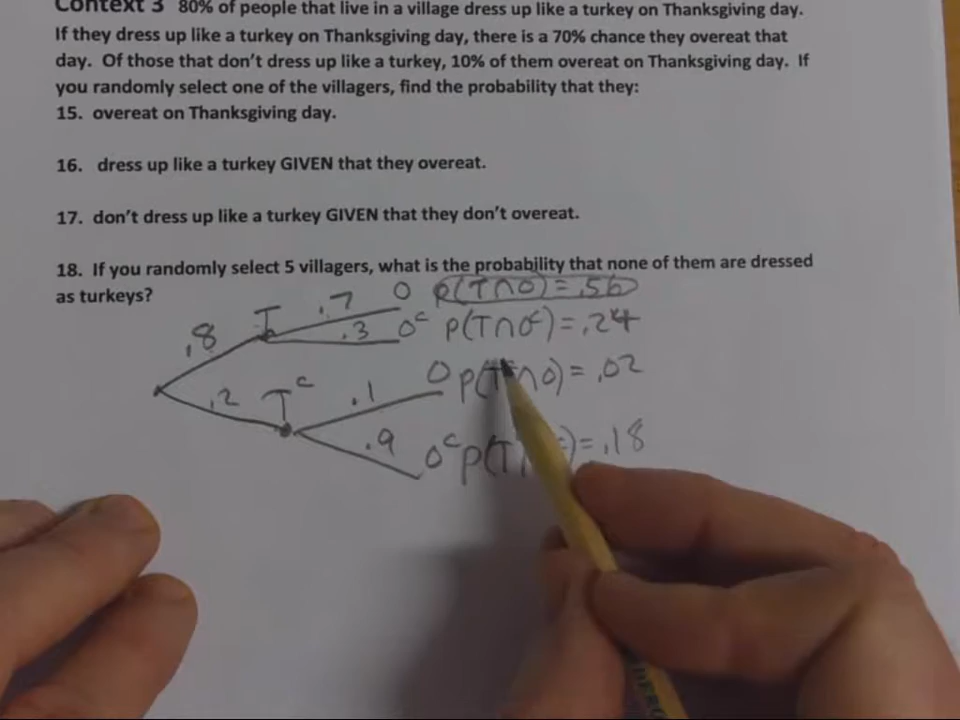 Context 3 80% of people that live in a village dress up like a turkey on Thanksgiving day.
If they dress up like a turkey on Thanksgiving day, there is a 70% chance they overeat that
day. Of those that don't dress up like a turkey, 10% of them overeat on Thanksgiving day. If
you randomly select one of the villagers, find the probability that they:
15. overeat on Thanksgiving day.
16. dress up like a turkey GIVEN that they overeat.
17. don't dress up like a turkey GIVEN that they don't overeat.
18. If you randomly select 5 villagers, what is the probability that none of them are dressed
as turkeys?
.8 T .7 O P(T∩O)=.56
.3 Oᶜ P(T∩Oᶜ)=.24
.2 Tᶜ .1 O P(T ∩O)=.02
.9 Oᶜ P(T =.18